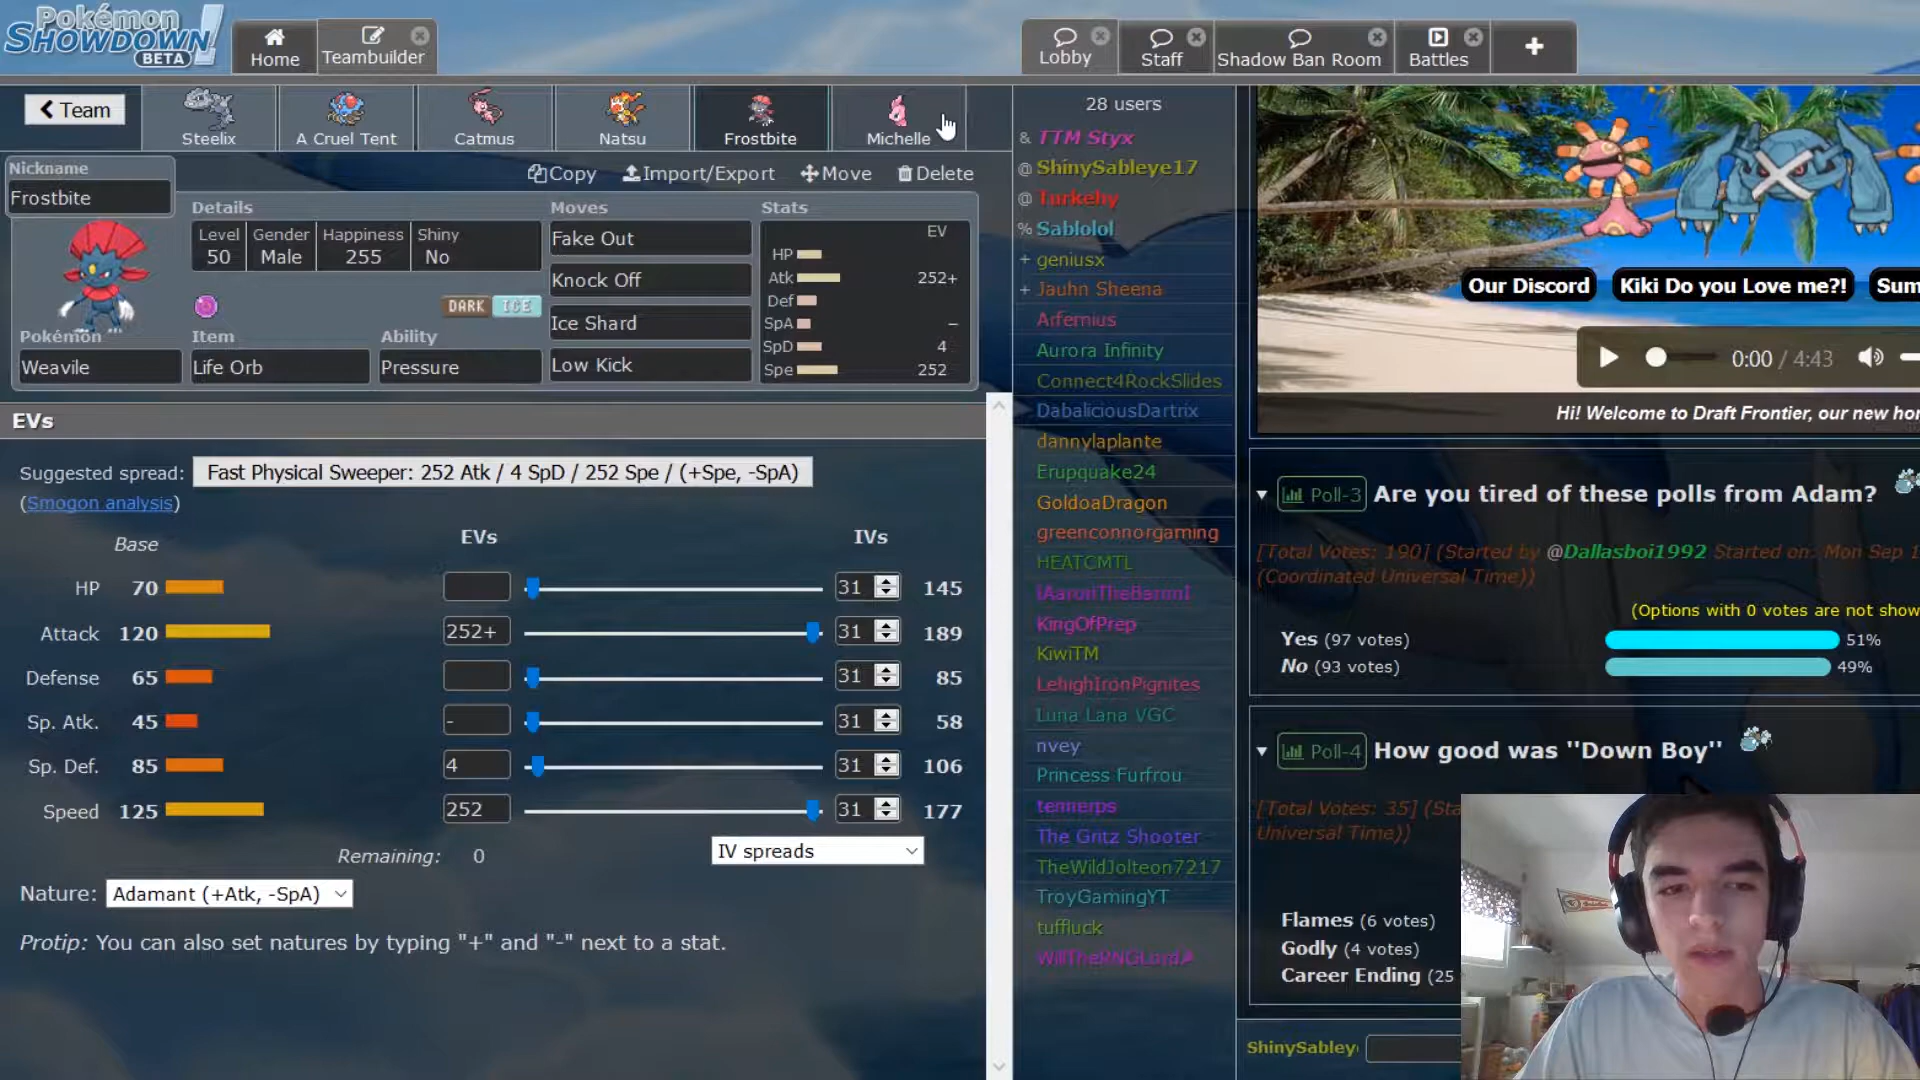 Pokémon
SHOWDOWN!
BETA
Home
Teambuilder
Lobby
Staff
Shadow Ban Room
Battles
Team
Steelix
A Cruel Tent
Catmus
Natsu
Frostbite
Michelle
Copy
Import/Export
Move
Delete
Nickname
Frostbite
Details
Level
50
Gender
Male
Happiness
255
Shiny
No
DARK
ICE
Pokémon
Weavile
Item
Life Orb
Ability
Pressure
Moves
Fake Out
Knock Off
Ice Shard
Low Kick
Stats
EV
HP
Atk 252+
Def
SpA –
SpD 4
Spe 252
EVs
Suggested spread: Fast Physical Sweeper: 252 Atk / 4 SpD / 252 Spe / (+Spe, -SpA)
(Smogon analysis)
Base EVs IVs
HP 70 31 145
Attack 120 252+ 31 189
Defense 65 31 85
Sp. Atk. 45 - 31 58
Sp. Def. 85 4 31 106
Speed 125 252 31 177
Remaining: 0
IV spreads
Nature: Adamant (+Atk, -SpA)
Protip: You can also set natures by typing "+" and "-" next to a stat.
28 users
& TTM Styx
@ ShinySableye17
@ Turkehy
% Sablolol
+ geniusx
+ Jauhn Sheena
Arfernius
Aurora Infinity
Connect4RockSlides
DabaliciousDartrix
dannylaplante
Erupquake24
GoldoaDragon
greenconnorgaming
HEATCMTL
IAaronTheBaronI
KingOfPrep
KiwiTM
LehighIronPignites
Luna Lana VGC
nvey
Princess Furfrou
tennerps
The Gritz Shooter
TheWildJolteon7217
TroyGamingYT
tuffluck
WillTheRNGLord
Our Discord
Kiki Do you Love me?!
Sum
0:00 / 4:43
Hi! Welcome to Draft Frontier, our new hor
Poll-3 Are you tired of these polls from Adam?
[Total Votes: 190] (Started by @Dallasboi1992 Started on: Mon Sep 1
(Coordinated Universal Time))
(Options with 0 votes are not show
Yes (97 votes) 51%
No (93 votes) 49%
Poll-4 How good was "Down Boy"
[Total Votes: 35] (Sta
Universal Time))
Flames (6 votes)
Godly (4 votes)
Career Ending (25
ShinySabley